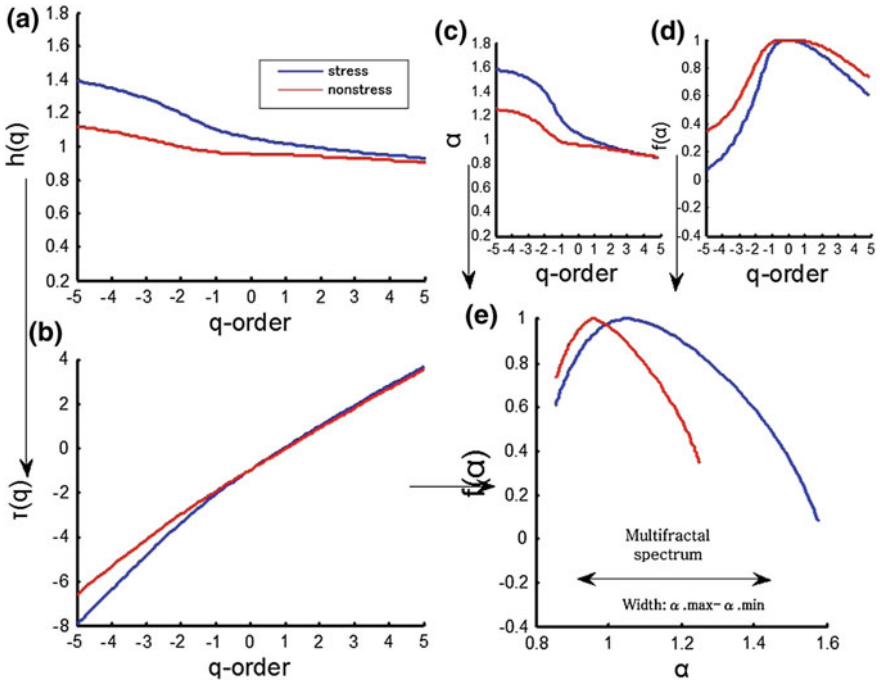 (a)
1.8
1.6
1.4
1.2
1
0.8
0.6
0.4
0.2
h(q)
stress
nonstress
-5 -4 -3 -2 -1 0 1 2 3 4 5
q-order
(c)
1.8
1.6
1.4
1.2
1
0.8
0.6
0.4
0.2
α
-5 -4 -3 -2 -1 0 1 2 3 4 5
q-order
(d)
1
0.8
0.6
0.4
0.2
0
-0.2
-0.4
f(α)
-5 -4 -3 -2 -1 0 1 2 3 4 5
q-order
(b)
4
2
0
-2
-4
-6
-8
τ(q)
-5 -4 -3 -2 -1 0 1 2 3 4 5
q-order
(e)
1
0.8
0.6
0.4
0.2
0
-0.2
-0.4
f(α)
Multifractal
spectrum
Width: α.max-α.min
0.8 1 1.2 1.4 1.6
α